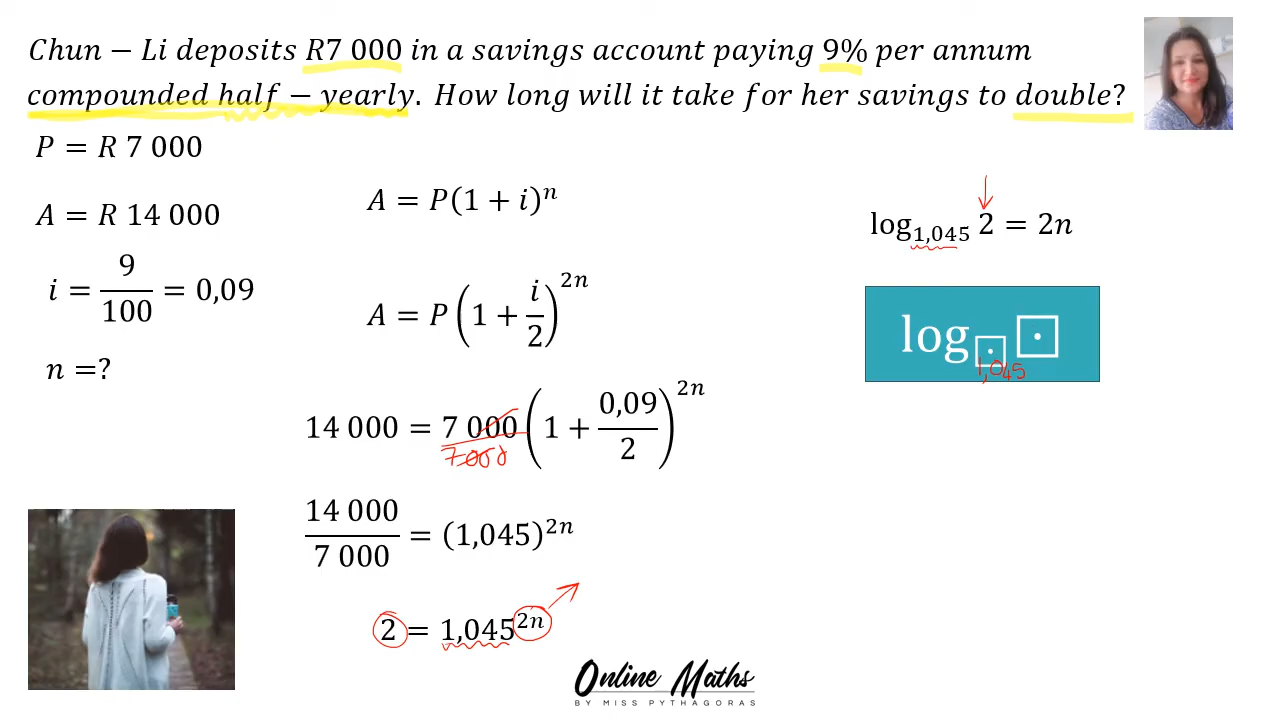 Chun – Li deposits R7 000 in a savings account paying 9% per annum
compounded half – yearly. How long will it take for her savings to double?
P = R 7 000
A = R 14 000
i = 9/100 = 0,09
n =?
A = P(1 + i)^n
A = P(1 + i/2)^2n
14 000 = 7 000(1 + 0,09/2)^2n
7000
14 000/7 000 = (1,045)^2n
2 = 1,045^2n
log_1,045 2 = 2n
log
1,045
Online Maths
BY MISS PYTHAGORAS